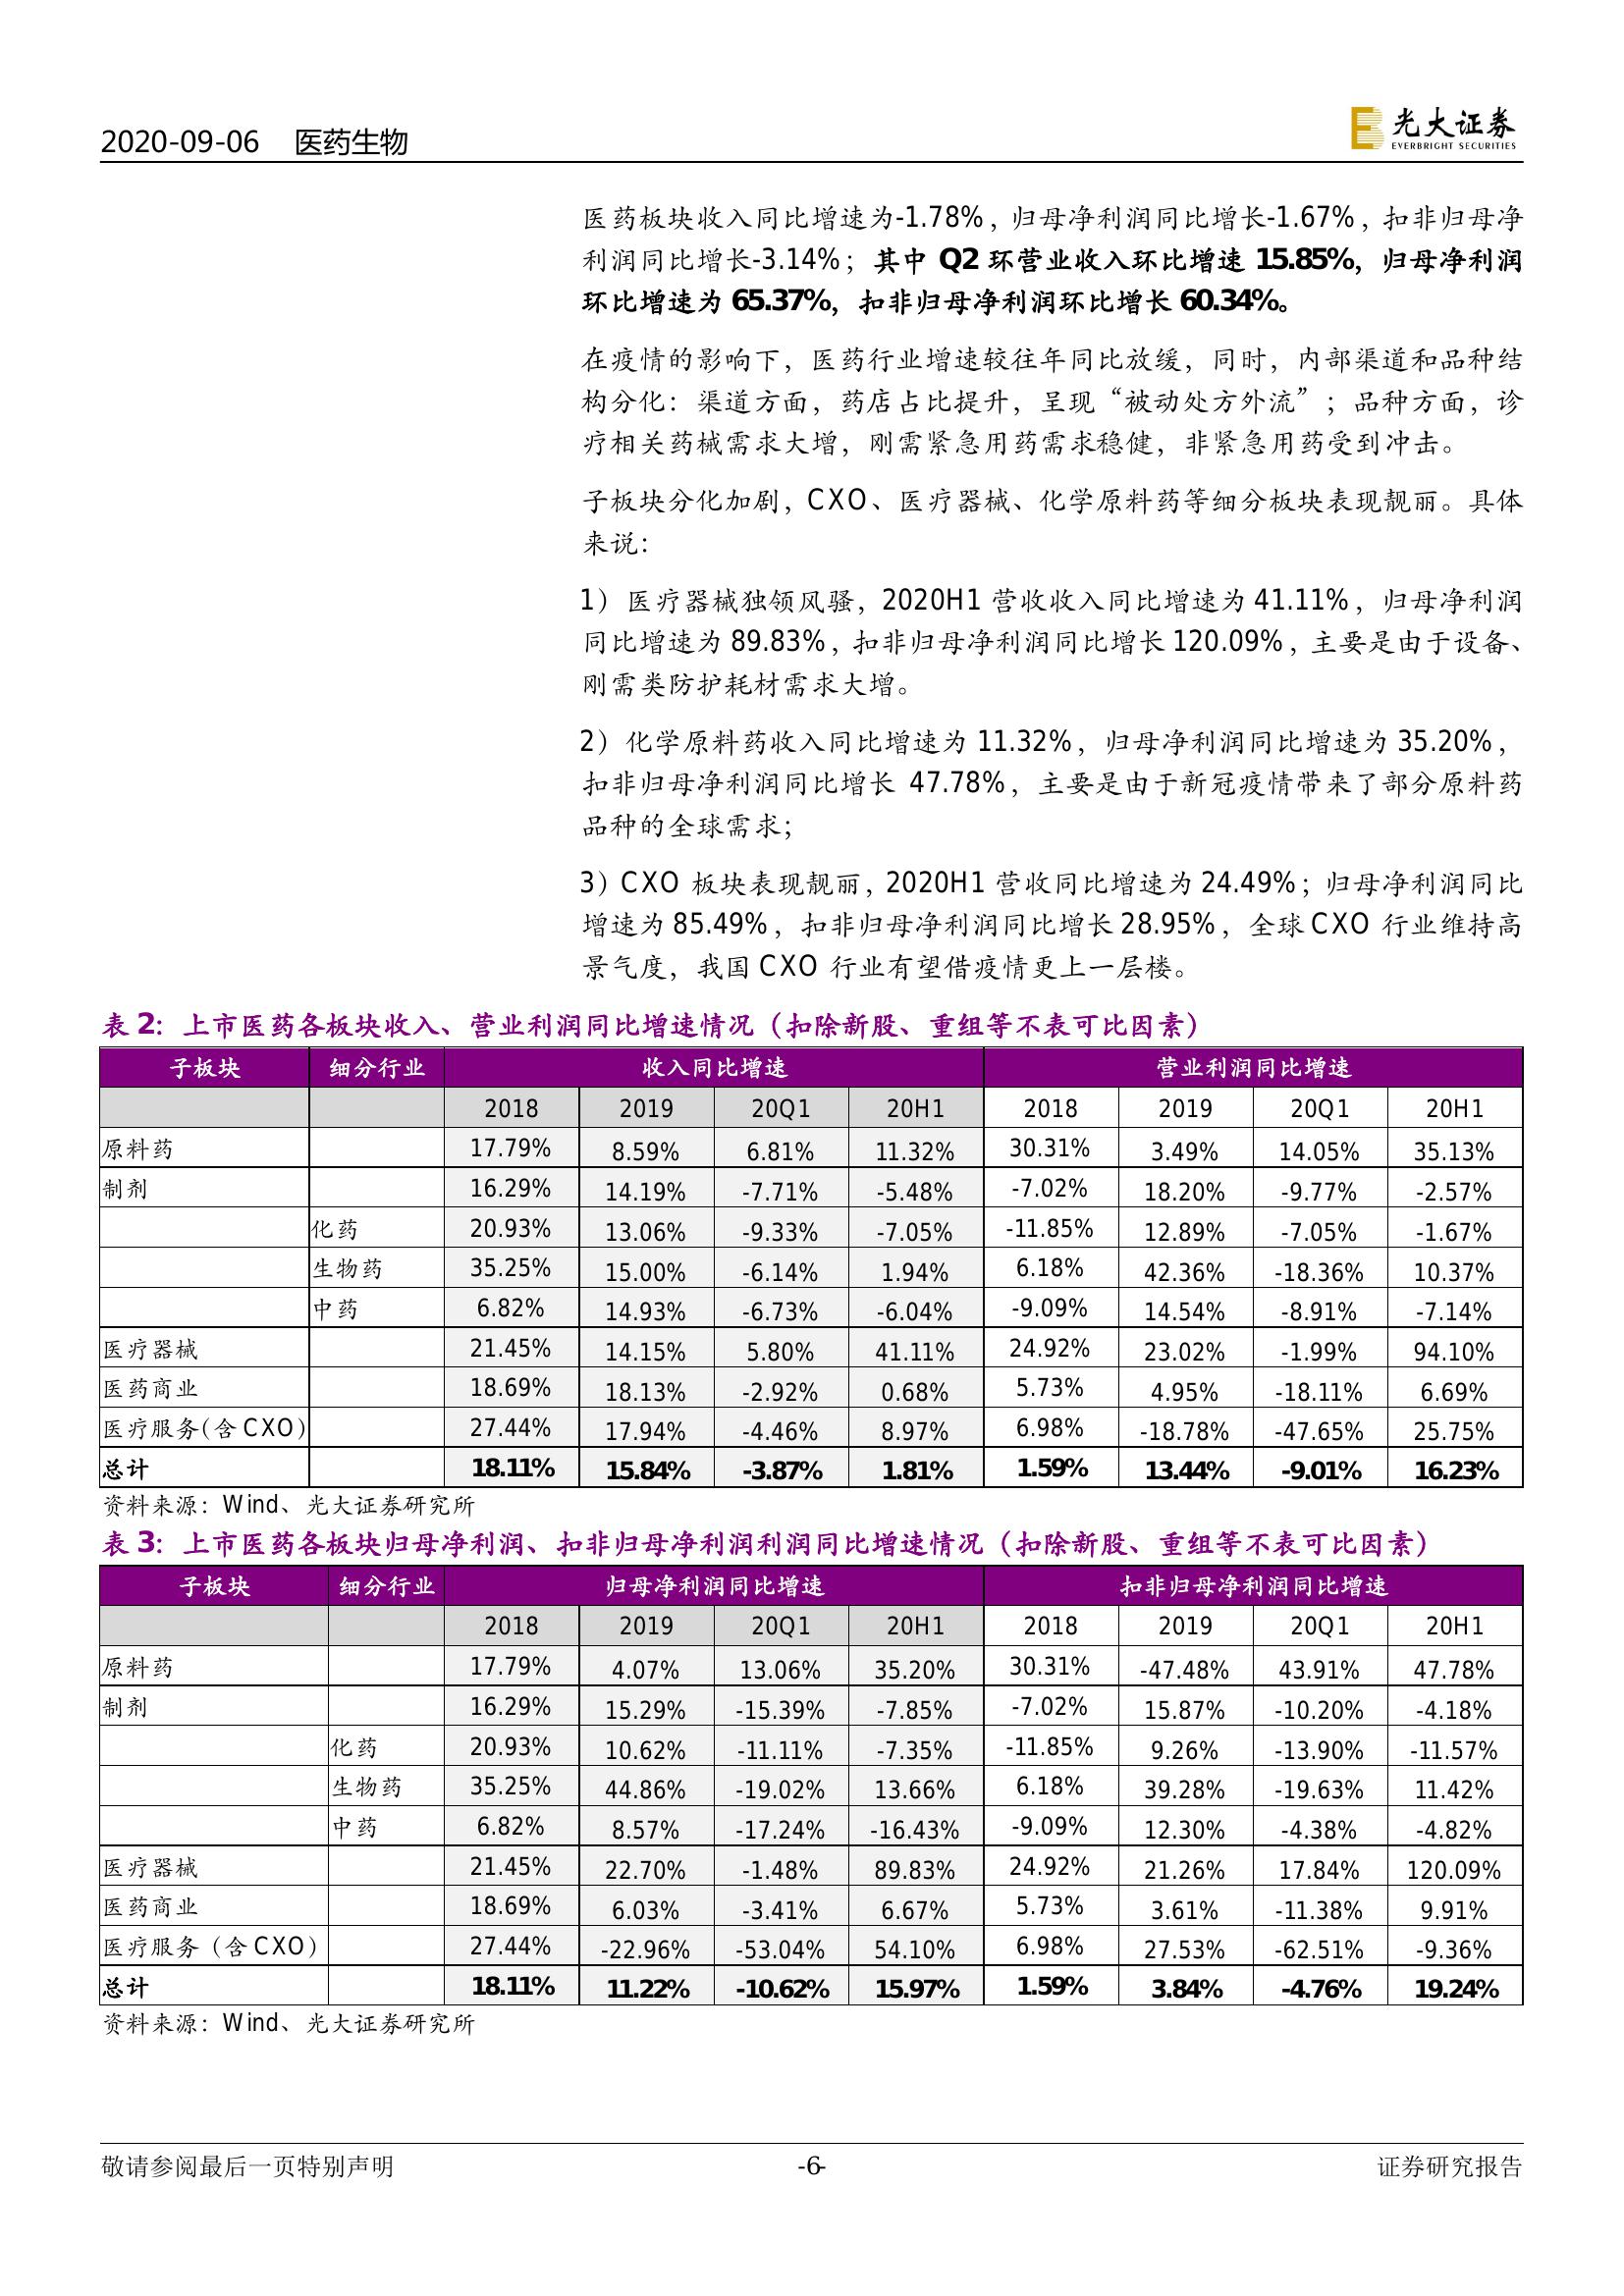 2020-09-06 医药生物
光大证券
EVERBRIGHT SECURITIES
医药板块收入同比增速为-1.78%，归母净利润同比增长-1.67%，扣非归母净
利润同比增长-3.14%；其中 Q2 环营业收入环比增速 15.85%，归母净利润
环比增速为 65.37%，扣非归母净利润环比增长 60.34%。
在疫情的影响下，医药行业增速较往年同比放缓，同时，内部渠道和品种结
构分化：渠道方面，药店占比提升，呈现“被动处方外流”；品种方面，诊
疗相关药械需求大增，刚需紧急用药需求稳健，非紧急用药受到冲击。
子板块分化加剧，CXO、医疗器械、化学原料药等细分板块表现靓丽。具体
来说：
1）医疗器械独领风骚，2020H1 营收收入同比增速为 41.11%，归母净利润
同比增速为 89.83%，扣非归母净利润同比增长 120.09%，主要是由于设备、
刚需类防护耗材需求大增。
2）化学原料药收入同比增速为 11.32%，归母净利润同比增速为 35.20%，
扣非归母净利润同比增长 47.78%，主要是由于新冠疫情带来了部分原料药
品种的全球需求；
3）CXO 板块表现靓丽，2020H1 营收同比增速为 24.49%；归母净利润同比
增速为 85.49%，扣非归母净利润同比增长 28.95%，全球 CXO 行业维持高
景气度，我国 CXO 行业有望借疫情更上一层楼。
表 2：上市医药各板块收入、营业利润同比增速情况（扣除新股、重组等不表可比因素）
子板块 细分行业 收入同比增速 营业利润同比增速
2018 2019 20Q1 20H1 2018 2019 20Q1 20H1
原料药 17.79% 8.59% 6.81% 11.32% 30.31% 3.49% 14.05% 35.13%
制剂 16.29% 14.19% -7.71% -5.48% -7.02% 18.20% -9.77% -2.57%
化药 20.93% 13.06% -9.33% -7.05% -11.85% 12.89% -7.05% -1.67%
生物药 35.25% 15.00% -6.14% 1.94% 6.18% 42.36% -18.36% 10.37%
中药 6.82% 14.93% -6.73% -6.04% -9.09% 14.54% -8.91% -7.14%
医疗器械 21.45% 14.15% 5.80% 41.11% 24.92% 23.02% -1.99% 94.10%
医药商业 18.69% 18.13% -2.92% 0.68% 5.73% 4.95% -18.11% 6.69%
医疗服务(含 CXO) 27.44% 17.94% -4.46% 8.97% 6.98% -18.78% -47.65% 25.75%
总计 18.11% 15.84% -3.87% 1.81% 1.59% 13.44% -9.01% 16.23%
资料来源：Wind、光大证券研究所
表 3：上市医药各板块归母净利润、扣非归母净利润利润同比增速情况（扣除新股、重组等不表可比因素）
子板块 细分行业 归母净利润同比增速 扣非归母净利润同比增速
2018 2019 20Q1 20H1 2018 2019 20Q1 20H1
原料药 17.79% 4.07% 13.06% 35.20% 30.31% -47.48% 43.91% 47.78%
制剂 16.29% 15.29% -15.39% -7.85% -7.02% 15.87% -10.20% -4.18%
化药 20.93% 10.62% -11.11% -7.35% -11.85% 9.26% -13.90% -11.57%
生物药 35.25% 44.86% -19.02% 13.66% 6.18% 39.28% -19.63% 11.42%
中药 6.82% 8.57% -17.24% -16.43% -9.09% 12.30% -4.38% -4.82%
医疗器械 21.45% 22.70% -1.48% 89.83% 24.92% 21.26% 17.84% 120.09%
医药商业 18.69% 6.03% -3.41% 6.67% 5.73% 3.61% -11.38% 9.91%
医疗服务（含 CXO） 27.44% -22.96% -53.04% 54.10% 6.98% 27.53% -62.51% -9.36%
总计 18.11% 11.22% -10.62% 15.97% 1.59% 3.84% -4.76% 19.24%
资料来源：Wind、光大证券研究所
敬请参阅最后一页特别声明 -6- 证券研究报告